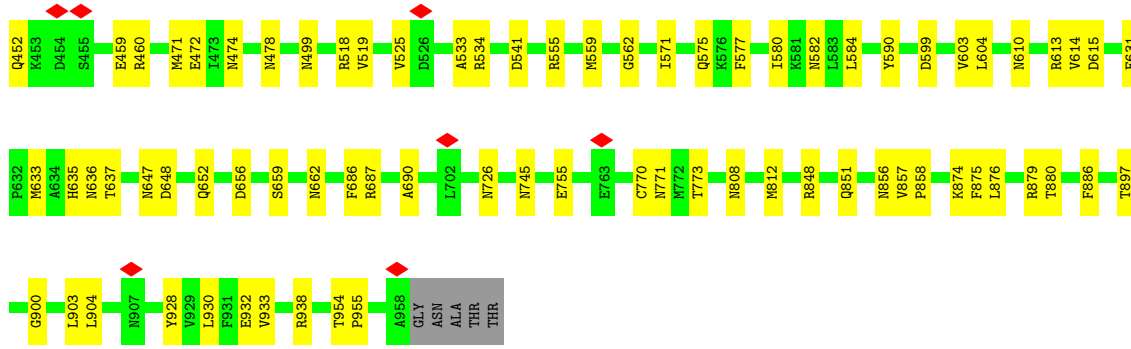 Q452 K453 D454 S455 E459 R460 M471 E472 I473 N474 N478 N499 R518 V519 V525 D526 A533 R534 D541 R555 M559 G562 I571 Q575 K576 F577 I580 K581 N582 L583 L584 Y590 D599 V603 L604 N610 R613 V614 D615
P632 M633 A634 H635 N636 T637 N647 D648 Q652 D656 S659 N662 F686 R687 A690 L702 N726 N745 E755 E763 C770 N771 M772 T773 N808 M812 R848 Q851 N856 V857 P858 K874 F875 L876 R879 T880 F886 T897
G900 L903 L904 N907 Y928 V929 L930 F931 E932 V933 R938 T954 P955 A958 GLY ASN ALA THR THR